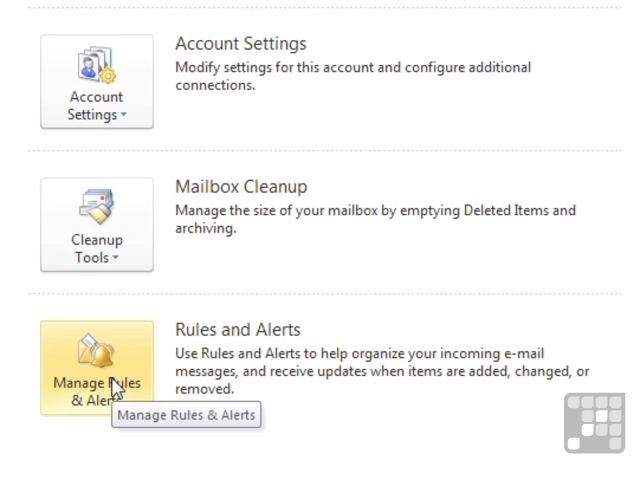 Account Settings
Modify settings for this account and configure additional
connections.
Account
Settings
Mailbox Cleanup
Manage the size of your mailbox by emptying Deleted Items and
archiving.
Cleanup
Tools
Rules and Alerts
Use Rules and Alerts to help organize your incoming e-mail
messages, and receive updates when items are added, changed, or
removed.
Manage Rules
& Alerts
Manage Rules & Alerts